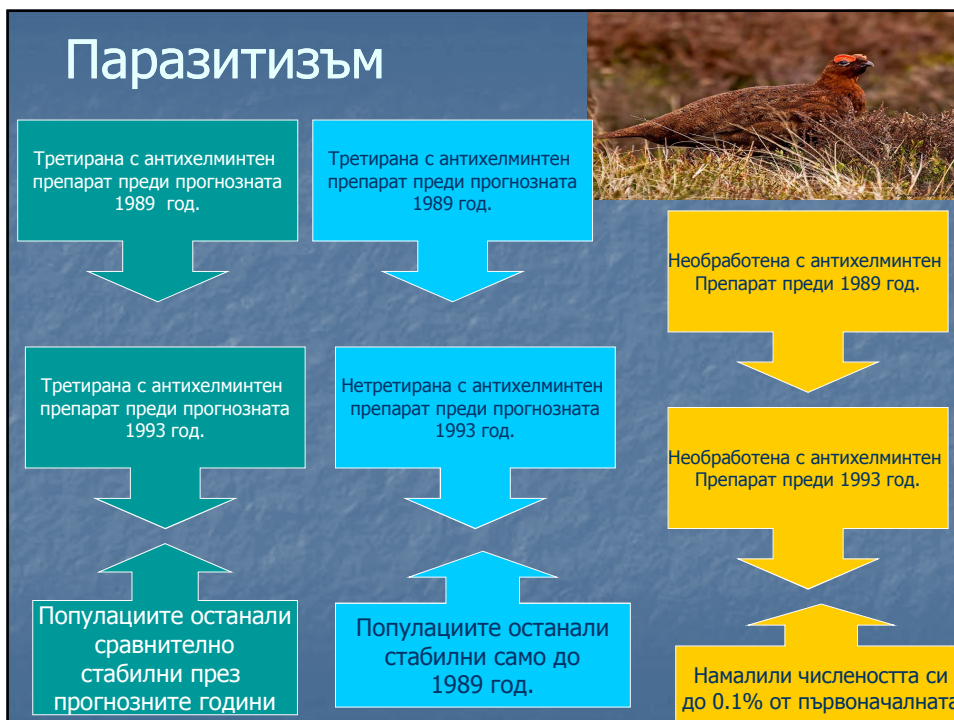 Паразитизъм
Третирана с антихелминтен
препарат преди прогнозната
1989 год.
Третирана с антихелминтен
препарат преди прогнозната
1989 год.
Необработена с антихелминтен
Препарат преди 1989 год.
Третирана с антихелминтен
препарат преди прогнозната
1993 год.
Нетретирана с антихелминтен
препарат преди прогнозната
1993 год.
Необработена с антихелминтен
Препарат преди 1993 год.
Популациите останали
сравнително
стабилни през
прогнозните години
Популациите останали
стабилни само до
1989 год.
Намалили числеността си
до 0.1% от първоначалната